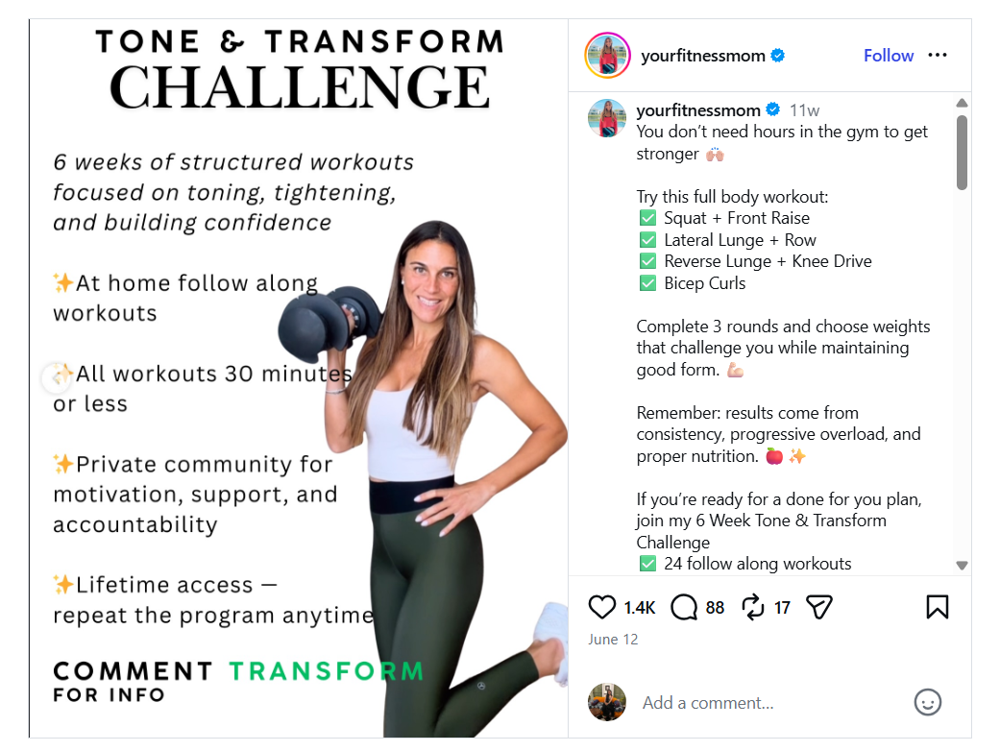 TONE & TRANSFORM
CHALLENGE
6 weeks of structured workouts
focused on toning, tightening,
and building confidence
✨At home follow along
workouts
✨All workouts 30 minutes
or less
✨Private community for
motivation, support, and
accountability
✨Lifetime access —
repeat the program anytime
COMMENT TRANSFORM
FOR INFO
yourfitnessmom
Follow
yourfitnessmom 11w
You don’t need hours in the gym to get
stronger 🙌🏼
Try this full body workout:
✅ Squat + Front Raise
✅ Lateral Lunge + Row
✅ Reverse Lunge + Knee Drive
✅ Bicep Curls
Complete 3 rounds and choose weights
that challenge you while maintaining
good form. 💪🏼
Remember: results come from
consistency, progressive overload, and
proper nutrition. 🍎✨
If you’re ready for a done for you plan,
join my 6 Week Tone & Transform
Challenge
✅ 24 follow along workouts
1.4K 88 17
June 12
Add a comment...